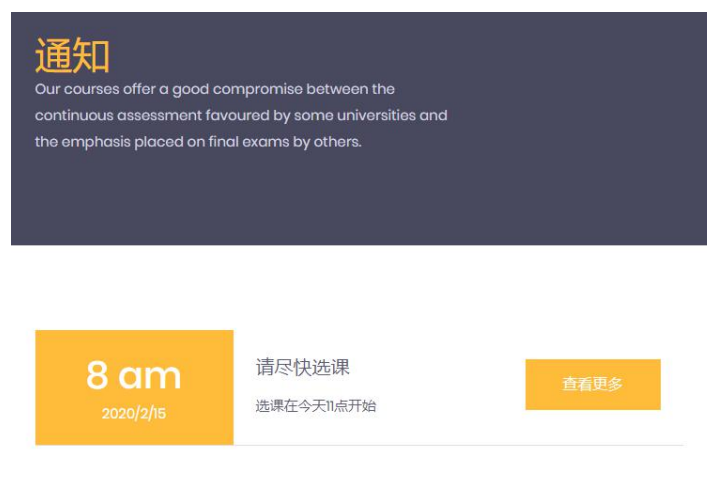 通知
Our courses offer a good compromise between the
continuous assessment favoured by some universities and
the emphasis placed on final exams by others.
8 am
2020/2/15
请尽快选课
选课在今天11点开始
查看更多